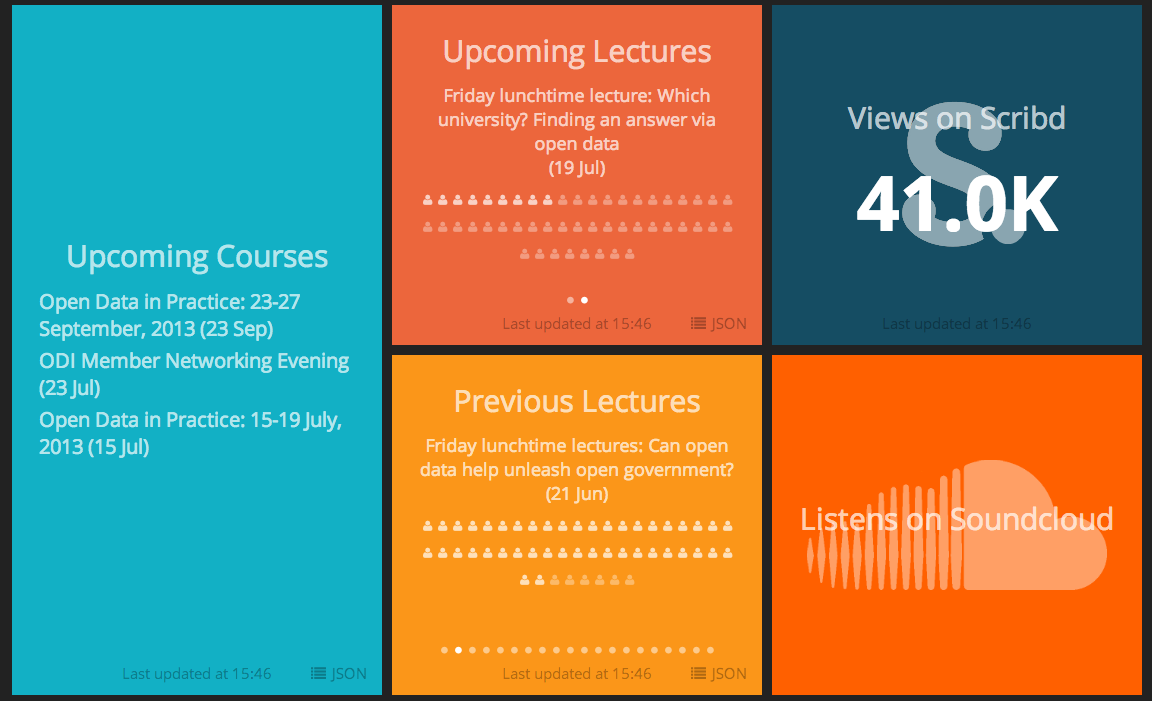 Upcoming Courses
Open Data in Practice: 23-27
September, 2013 (23 Sep)
ODI Member Networking Evening
(23 Jul)
Open Data in Practice: 15-19 July,
2013 (15 Jul)
Last updated at 15:46 JSON
Upcoming Lectures
Friday lunchtime lecture: Which
university? Finding an answer via
open data
(19 Jul)
Last updated at 15:46 JSON
Previous Lectures
Friday lunchtime lectures: Can open
data help unleash open government?
(21 Jun)
Last updated at 15:46 JSON
Views on Scribd
41.0K
Last updated at 15:46
Listens on Soundcloud